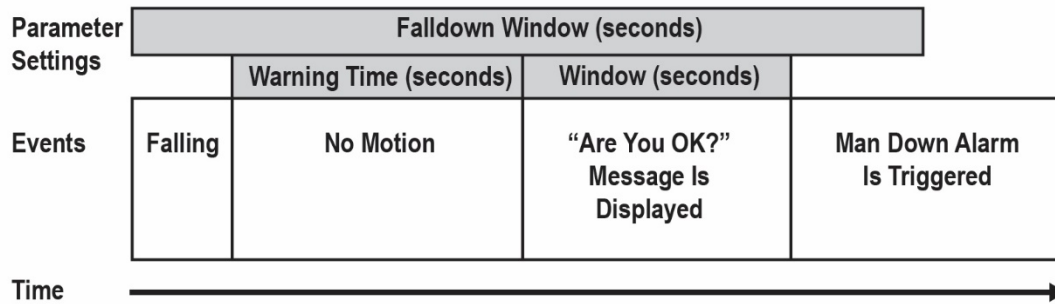 Parameter
Settings
Falldown Window (seconds)
Warning Time (seconds)
Window (seconds)
Events
Falling
No Motion
“Are You OK?”
Message Is
Displayed
Man Down Alarm
Is Triggered
Time